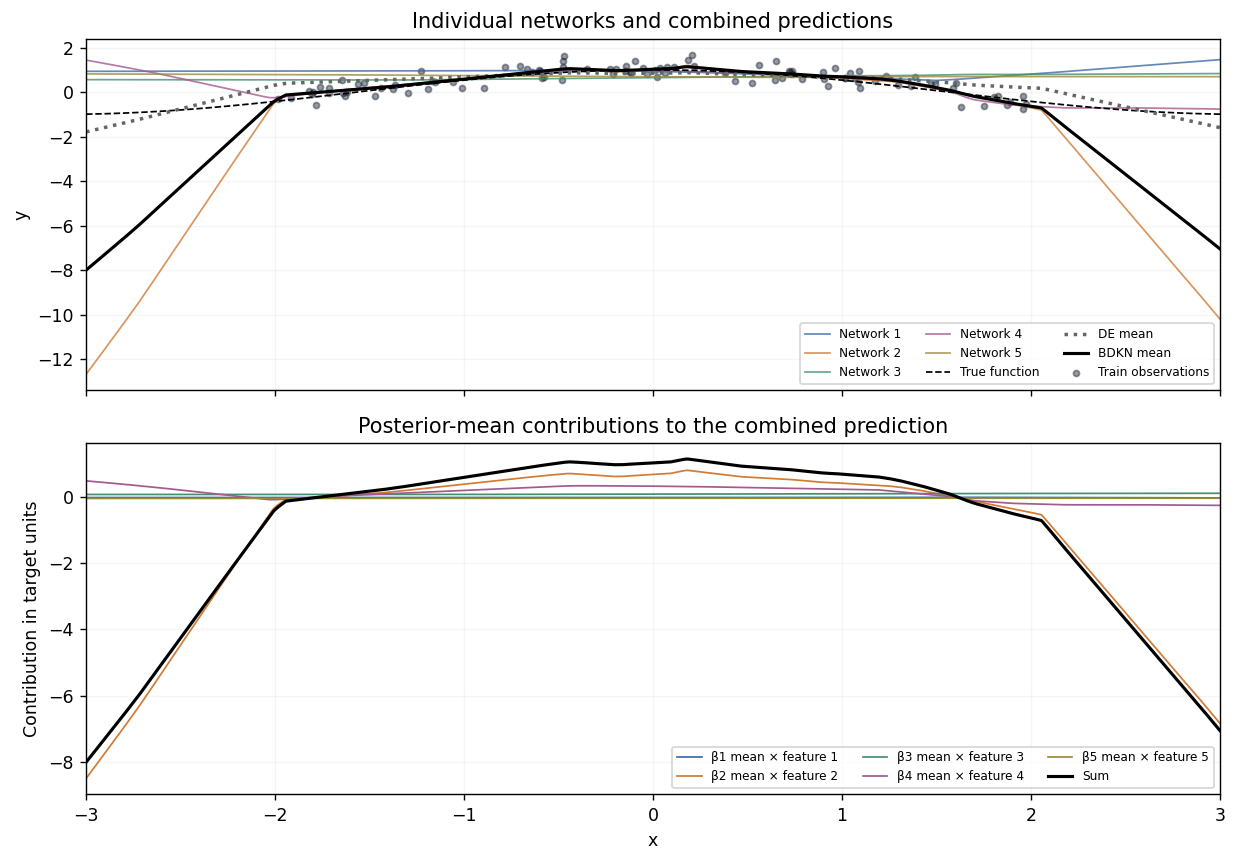 Individual networks and combined predictions
2
0
−2
−4
−6
−8
−10
−12
y
Network 1
Network 2
Network 3
Network 4
Network 5
True function
DE mean
BDKN mean
Train observations
Posterior-mean contributions to the combined prediction
0
−2
−4
−6
−8
Contribution in target units
β1 mean × feature 1
β2 mean × feature 2
β3 mean × feature 3
β4 mean × feature 4
β5 mean × feature 5
Sum
−3
−2
−1
0
1
2
3
x